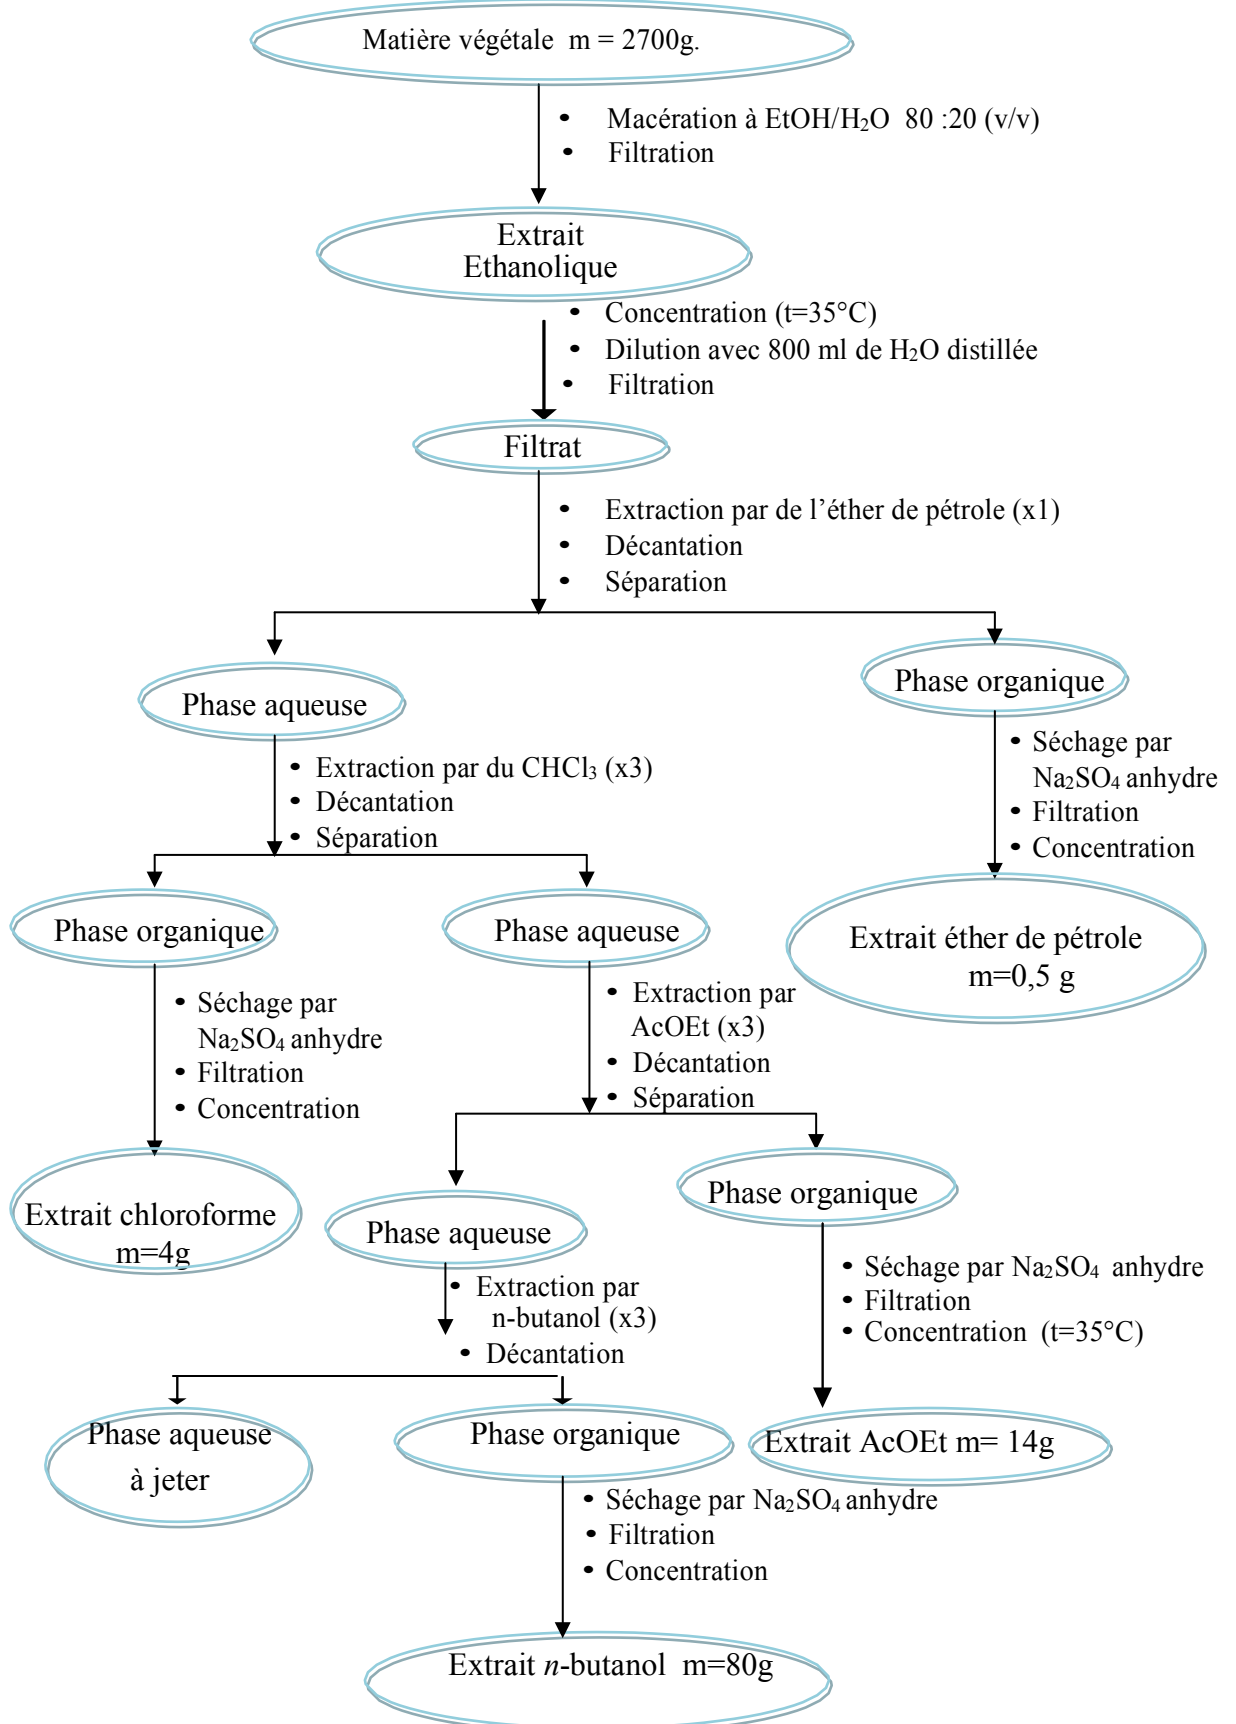 Matière végétale m = 2700g.
• Macération à EtOH/H₂O 80 :20 (v/v)
• Filtration
Extrait
Ethanolique
• Concentration (t=35°C)
• Dilution avec 800 ml de H₂O distillée
• Filtration
Filtrat
• Extraction par de l’éther de pétrole (x1)
• Décantation
• Séparation
Phase aqueuse
Phase organique
• Séchage par
Na₂SO₄ anhydre
• Filtration
• Concentration
• Extraction par du CHCl₃ (x3)
• Décantation
• Séparation
Phase organique
Phase aqueuse
Extrait éther de pétrole
m=0,5 g
• Séchage par
Na₂SO₄ anhydre
• Filtration
• Concentration
• Extraction par
AcOEt (x3)
• Décantation
• Séparation
Extrait chloroforme
m=4g
Phase aqueuse
Phase organique
• Extraction par
n-butanol (x3)
• Décantation
• Séchage par Na₂SO₄ anhydre
• Filtration
• Concentration (t=35°C)
Phase aqueuse
à jeter
Phase organique
Extrait AcOEt m= 14g
• Séchage par Na₂SO₄ anhydre
• Filtration
• Concentration
Extrait n-butanol m=80g